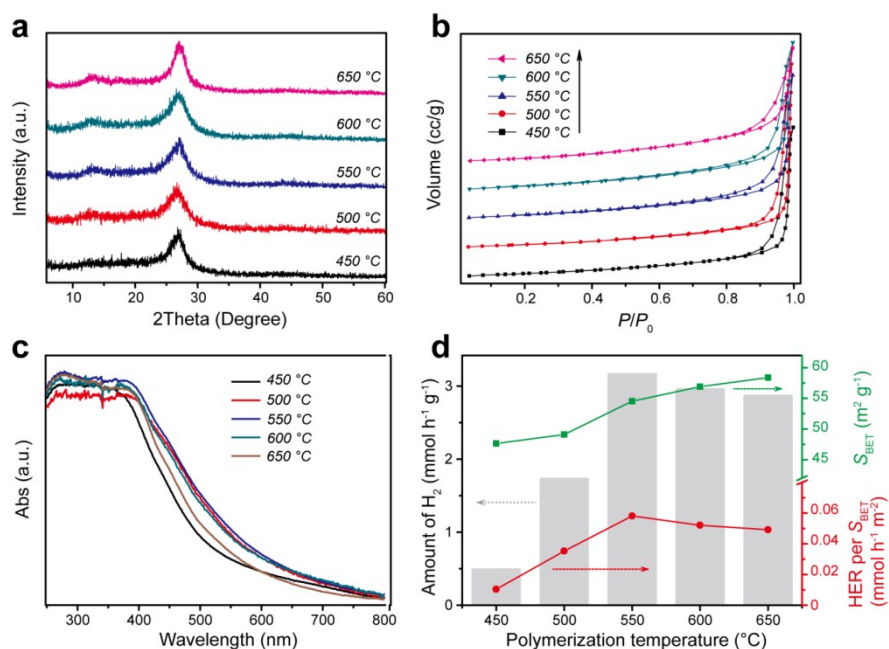 a
Intensity (a.u.)
650 °C
600 °C
550 °C
500 °C
450 °C
10 20 30 40 50 60
2Theta (Degree)
b
Volume (cc/g)
650 °C
600 °C
550 °C
500 °C
450 °C
0.2 0.4 0.6 0.8 1.0
P/P0
c
Abs (a.u.)
450 °C
500 °C
550 °C
600 °C
650 °C
300 400 500 600 700 800
Wavelength (nm)
d
Amount of H2 (mmol h-1 g-1)
3
2
1
0
60
55
50
45
SBET (m2 g-1)
0.06
0.04
0.02
0
HER per SBET
(mmol h-1 m-2)
450 500 550 600 650
Polymerization temperature (°C)